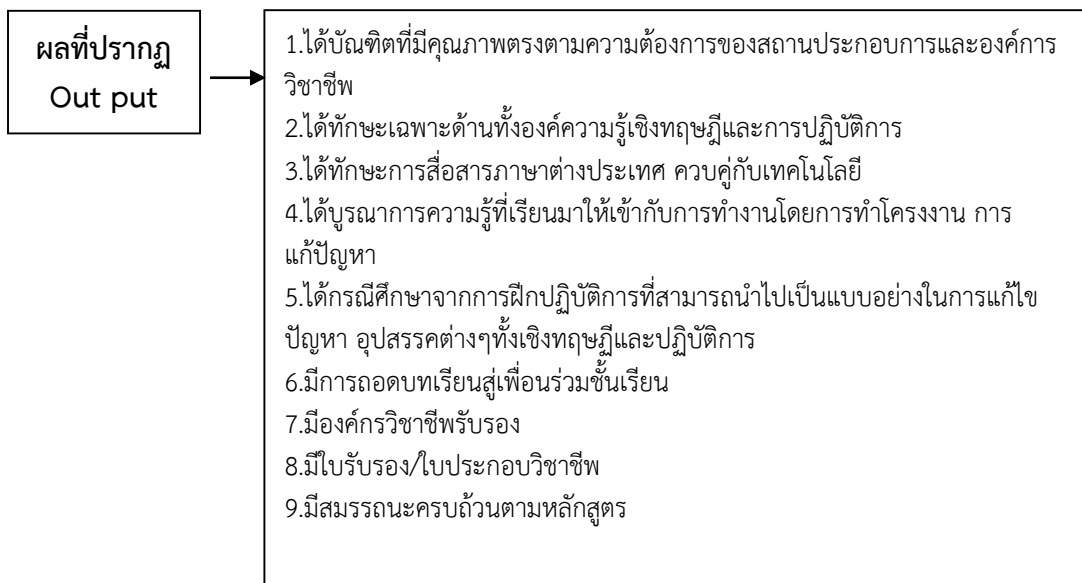 ผลที่ปรากฏ
Out put
1.ได้บัณฑิตที่มีคุณภาพตรงตามความต้องการของสถานประกอบการและองค์การ
วิชาชีพ
2.ได้ทักษะเฉพาะด้านทั้งองค์ความรู้เชิงทฤษฎีและการปฏิบัติการ
3.ได้ทักษะการสื่อสารภาษาต่างประเทศ ควบคู่กับเทคโนโลยี
4.ได้บูรณาการความรู้ที่เรียนมาให้เข้ากับการทำงานโดยการทำโครงงาน การ
แก้ปัญหา
5.ได้กรณีศึกษาจากการฝึกปฏิบัติการที่สามารถนำไปเป็นแบบอย่างในการแก้ไข
ปัญหา อุปสรรคต่างๆทั้งเชิงทฤษฎีและปฏิบัติการ
6.มีการถอดบทเรียนสู่เพื่อนร่วมชั้นเรียน
7.มีองค์กรวิชาชีพรับรอง
8.มีใบรับรอง/ใบประกอบวิชาชีพ
9.มีสมรรถนะครบถ้วนตามหลักสูตร